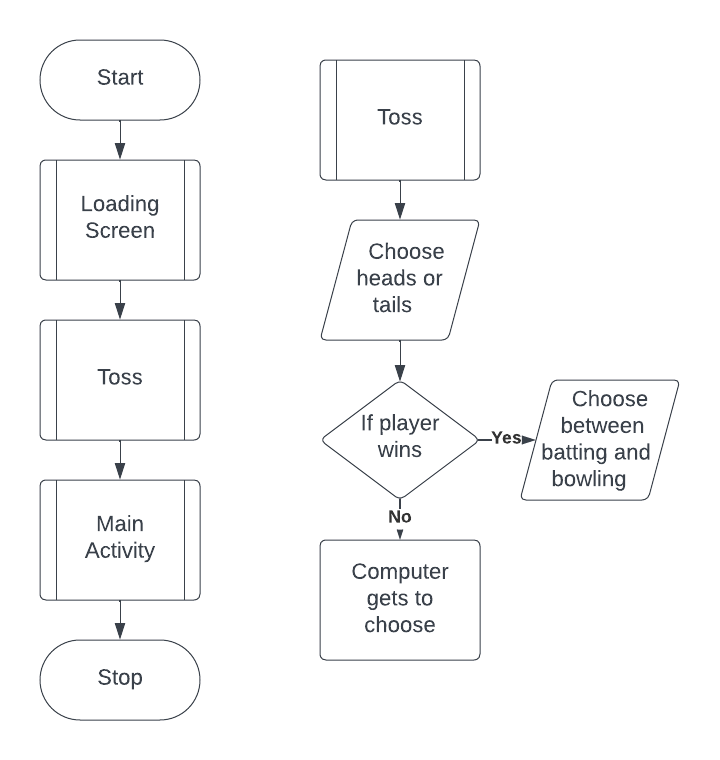 Start
Loading
Screen
Toss
Main
Activity
Stop
Toss
Choose
heads or
tails
If player
wins
Yes
Choose
between
batting and
bowling
No
Computer
gets to
choose